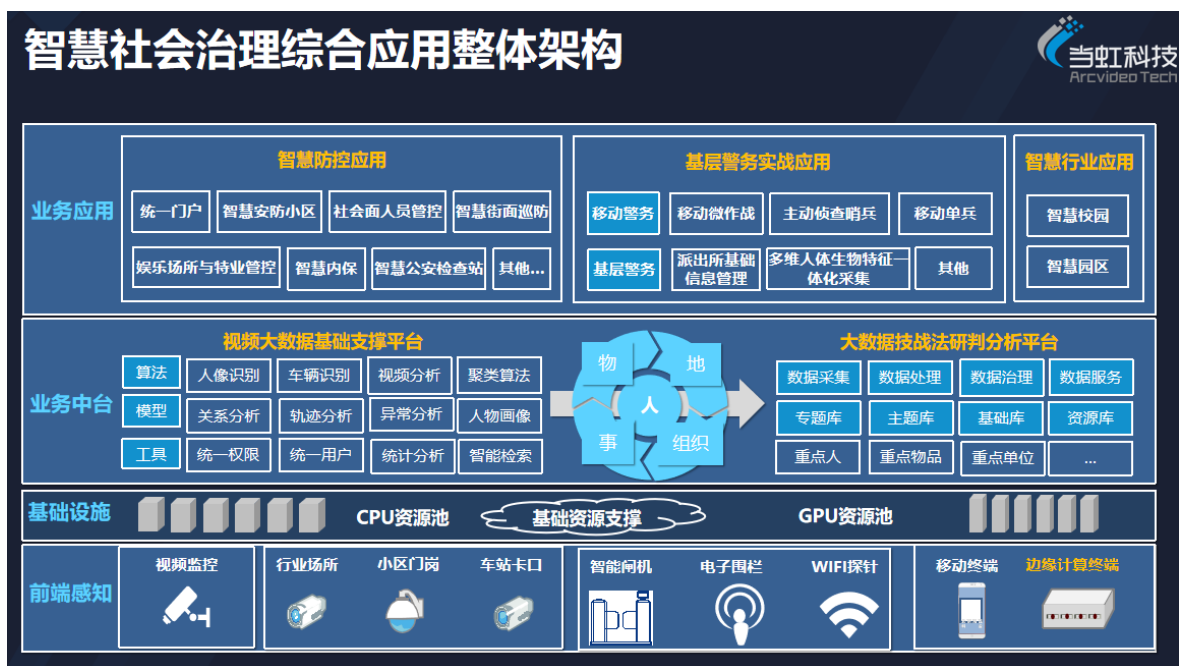 智慧社会治理综合应用整体架构
当虹科技
Arcvideo Tech
业务应用
智慧防控应用
统一门户 智慧安防小区 社会面人员管控 智慧街面巡防
娱乐场所与特业管控 智慧内保 智慧公安检查站 其他...
基层警务实战应用
移动警务 移动微作战 主动侦查哨兵 移动单兵
基层警务 派出所基础
信息管理
多维人体生物特征一
体化采集
其他
智慧行业应用
智慧校园
智慧园区
业务中台
视频大数据基础支撑平台
算法 人像识别 车辆识别 视频分析 聚类算法
模型 关系分析 轨迹分析 异常分析 人物画像
工具 统一权限 统一用户 统计分析 智能检索
物 地
人
事 组织
大数据技战法研判分析平台
数据采集 数据处理 数据治理 数据服务
专题库 主题库 基础库 资源库
重点人 重点物品 重点单位 ...
基础设施
CPU资源池 基础资源支撑 GPU资源池
前端感知
视频监控 行业场所 小区门岗 车站卡口 智能闸机 电子围栏 WIFI探针 移动终端 边缘计算终端